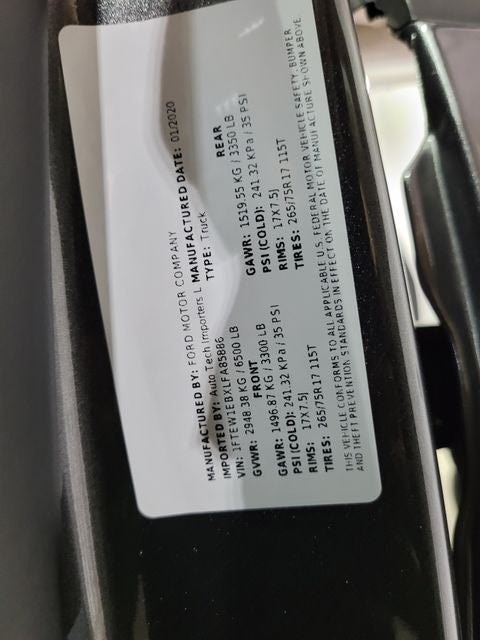 MANUFACTURED BY: FORD MOTOR COMPANY
IMPORTED BY: Auto Tech Importers L MANUFACTURED DATE: 01/2020
VIN: 1FTEW1EBXLFA85886 TYPE: Truck
GVWR: 2948 38 KG / 6500 LB
FRONT REAR
GAWR: 1496.87 KG / 3300 LB GAWR: 1519.55 KG / 3350 LB
PSI (COLD): 241.32 KPa / 35 PSI PSI (COLD): 241.32 KPa / 35 PSI
RIMS: 17X7.5J RIMS: 17X7.5J
TIRES: 265/75R17 115T TIRES: 265/75R17 115T
THIS VEHICLE CONFORMS TO ALL APPLICABLE U.S. FEDERAL MOTOR VEHICLE SAFETY, BUMPER
AND THEFT PREVENTION STANDARDS IN EFFECT ON THE DATE OF MANUFACTURE SHOWN ABOVE.